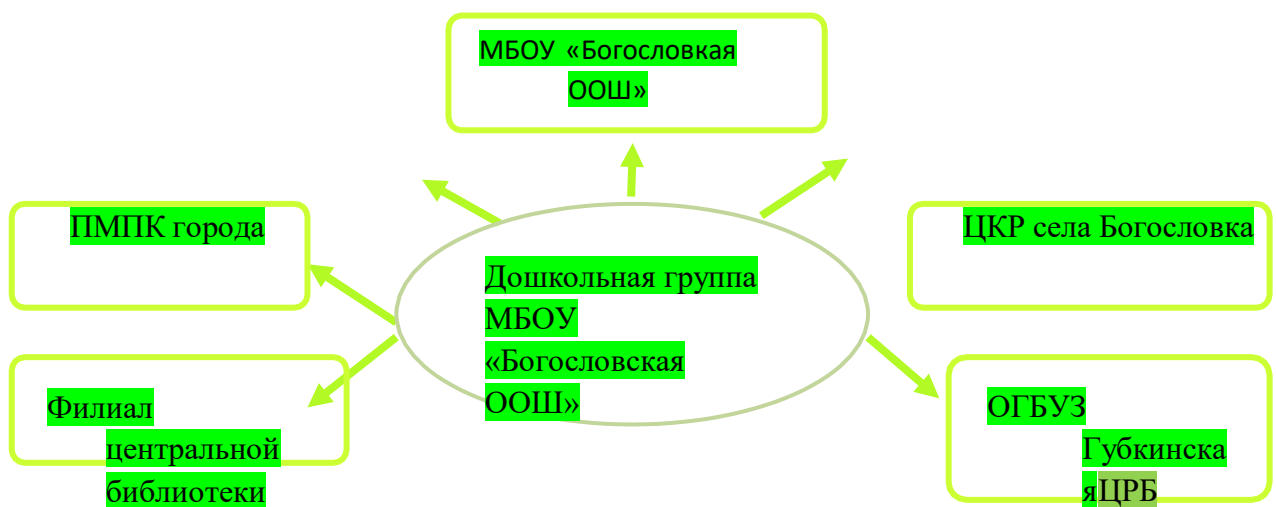 МБОУ «Богословкая
ООШ»
ПМПК города
ЦКР села Богословка
Дошкольная группа
МБОУ
«Богословская
ООШ»
Филиал
центральной
библиотеки
ОГБУЗ
Губкинска
яЦРБ